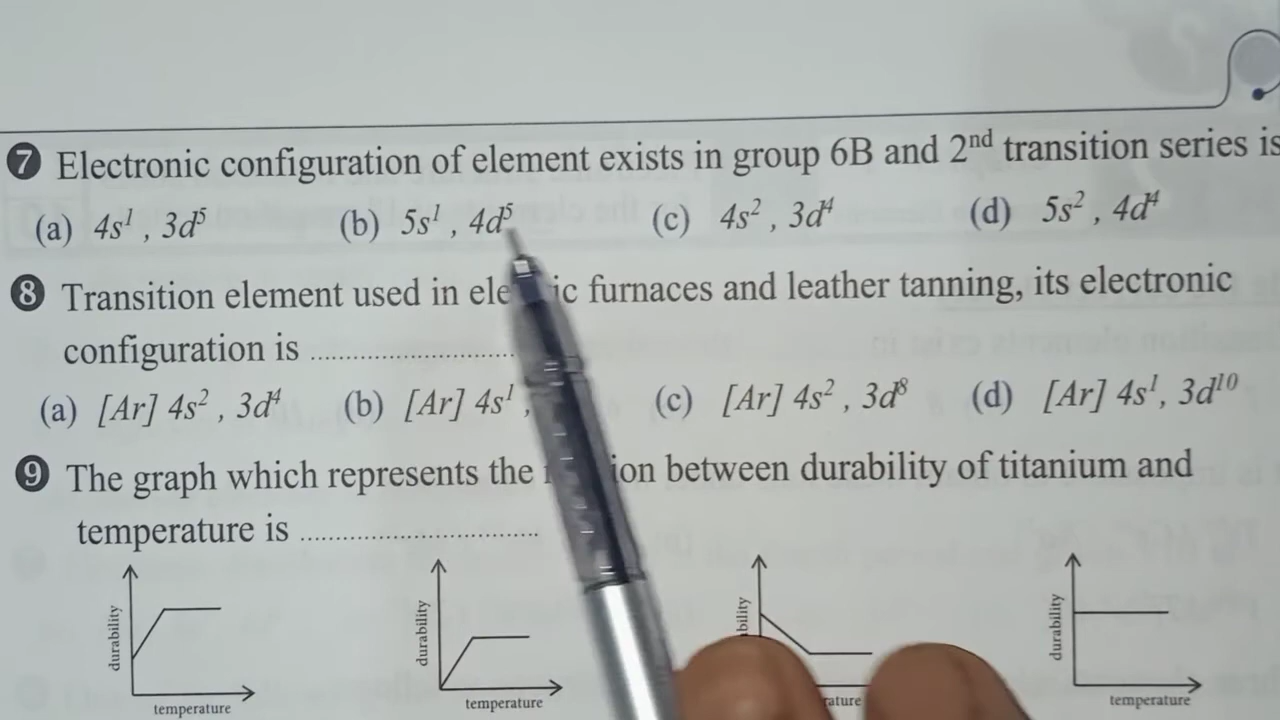 7 Electronic configuration of element exists in group 6B and 2nd transition series is
(a) 4s¹ , 3d⁵ (b) 5s¹ , 4d⁵ (c) 4s² , 3d⁴ (d) 5s² , 4d⁴
8 Transition element used in ele ic furnaces and leather tanning, its electronic
configuration is ............................
(a) [Ar] 4s² , 3d⁴ (b) [Ar] 4s¹ , (c) [Ar] 4s² , 3d⁸ (d) [Ar] 4s¹, 3d¹⁰
9 The graph which represents the ion between durability of titanium and
temperature is ................................
durability durability bility durability
temperature temperature rature temperature